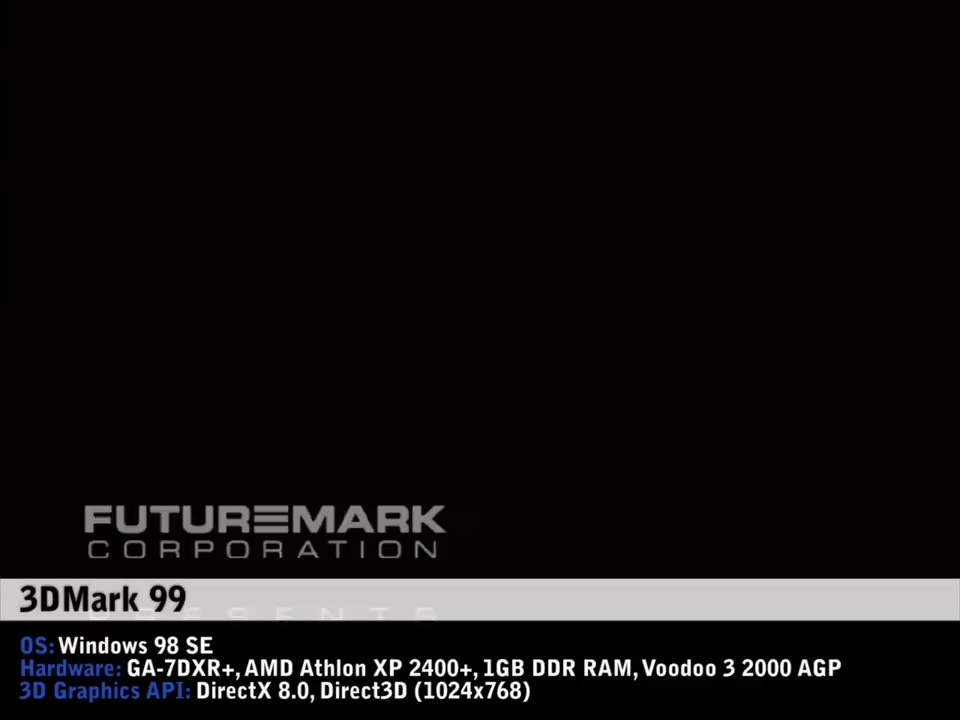 FUTUREMARK
CORPORATION
3DMark 99
PRESENTS
OS: Windows 98 SE
Hardware: GA-7DXR+, AMD Athlon XP 2400+, 1GB DDR RAM, Voodoo 3 2000 AGP
3D Graphics API: DirectX 8.0, Direct3D (1024x768)